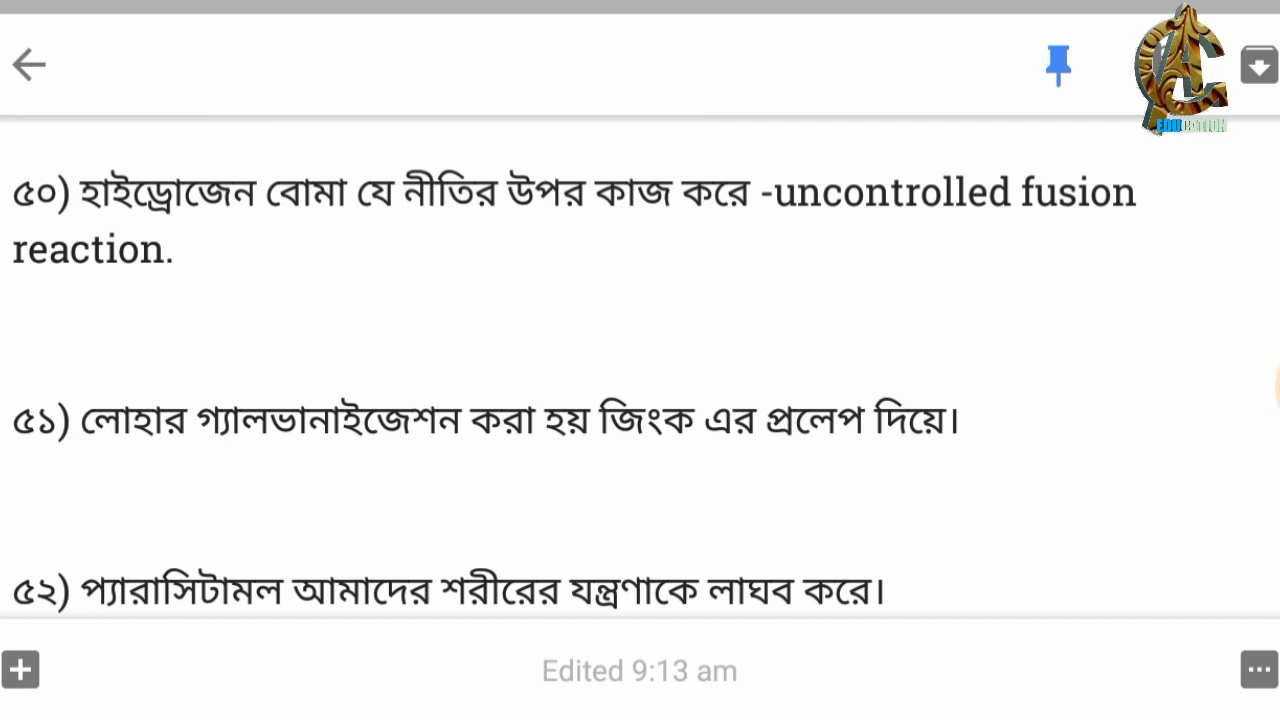 EDUCATION
৫০) হাইড্রোজেন বোমা যে নীতির উপর কাজ করে -uncontrolled fusion
reaction.
৫১) লোহার গ্যালভানাইজেশন করা হয় জিংক এর প্রলেপ দিয়ে।
৫২) প্যারাসিটামল আমাদের শরীরের যন্ত্রণাকে লাঘব করে।
Edited 9:13 am